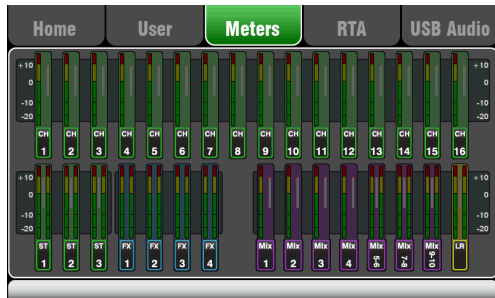 Home User Meters RTA USB Audio
+10 +10
0 0
-10 -10
-20 -20
CH CH CH CH CH CH CH CH CH CH CH CH CH CH CH CH
1 2 3 4 5 6 7 8 9 10 11 12 13 14 15 16
+10 +10
0 0
-10 -10
-20 -20
ST ST ST FX FX FX FX Mix Mix Mix Mix Mix Mix Mix LR
1 2 3 1 2 3 4 1 2 3 4 5-6 7-8 9-10